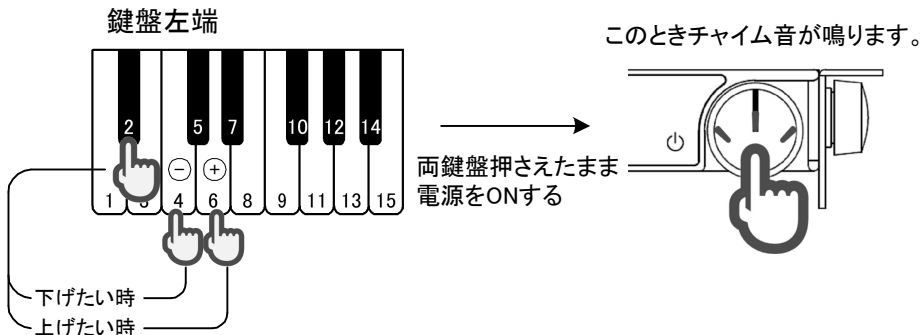 鍵盤左端
このときチャイム音が鳴ります。
2 5 7 10 12 14
− +
1 3 4 6 8 9 11 13 15
両鍵盤押さえたまま
電源をONする
下げたい時
上げたい時